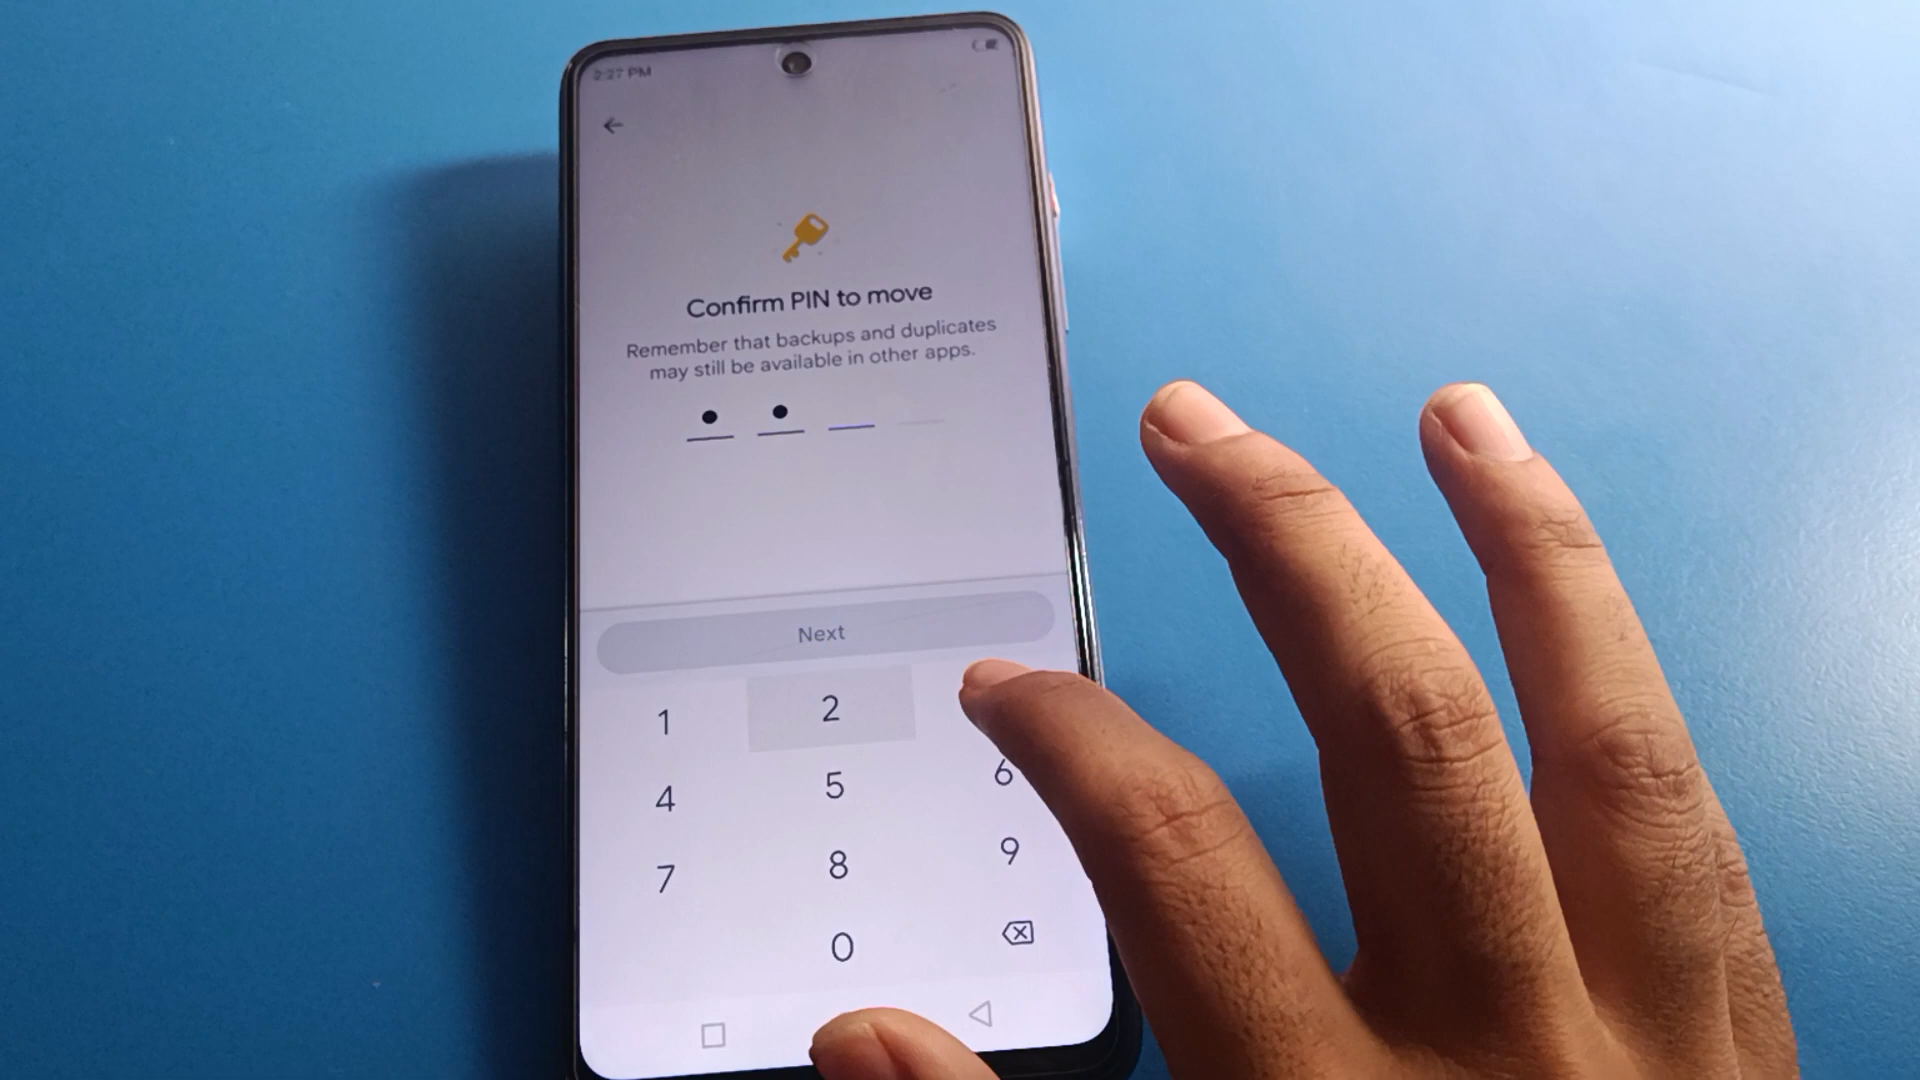 2:27 PM
Confirm PIN to move
Remember that backups and duplicates
may still be available in other apps.
Next
1 2
4 5 6
7 8 9
0